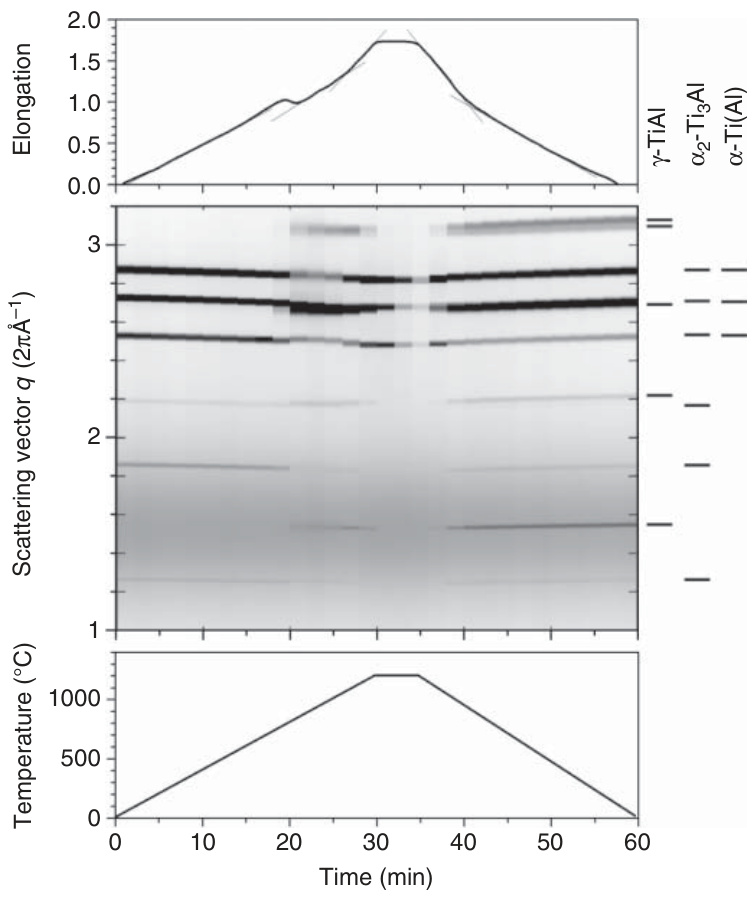 Elongation
2.0
1.5
1.0
0.5
0.0
γ-TiAl
α₂-Ti₃Al
α-Ti(Al)
Scattering vector q (2πÅ⁻¹)
3
2
1
Temperature (°C)
1000
500
0
0 10 20 30 40 50 60
Time (min)